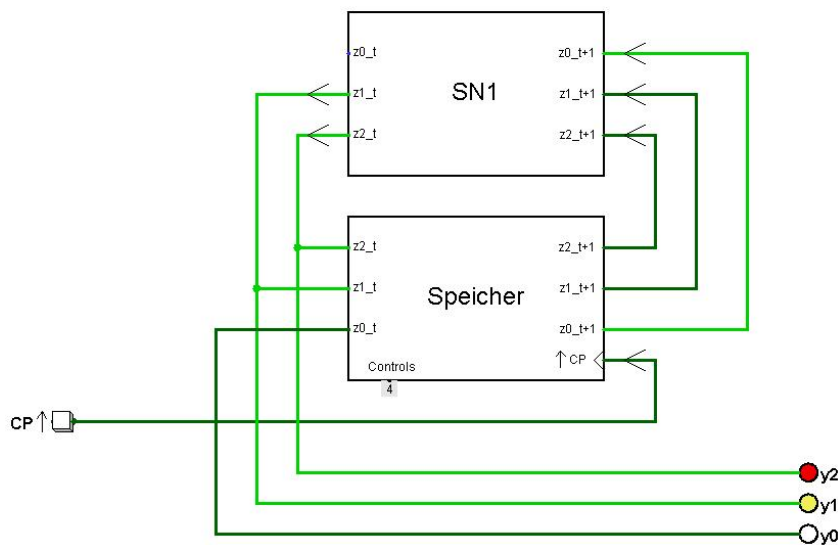 z0_t z0_t+1
z1_t SN1 z1_t+1
z2_t z2_t+1
z2_t z2_t+1
z1_t Speicher z1_t+1
z0_t z0_t+1
Controls ↑ CP
4
CP ↑
y2
y1
y0